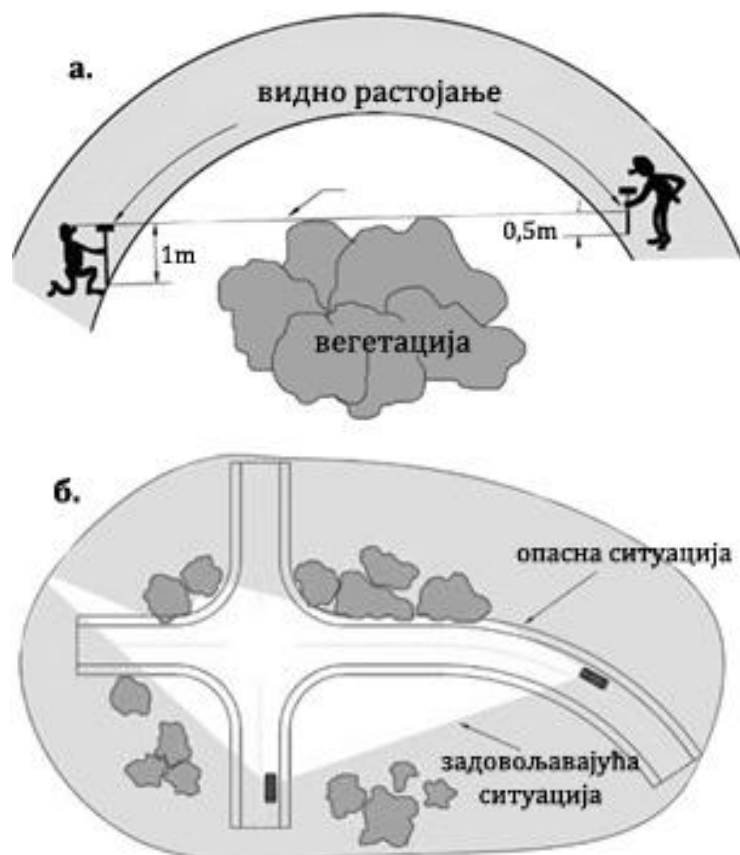 а.
видно растојање
1m
0,5m
вегетација
б.
опасна ситуација
задовољавајућа
ситуација